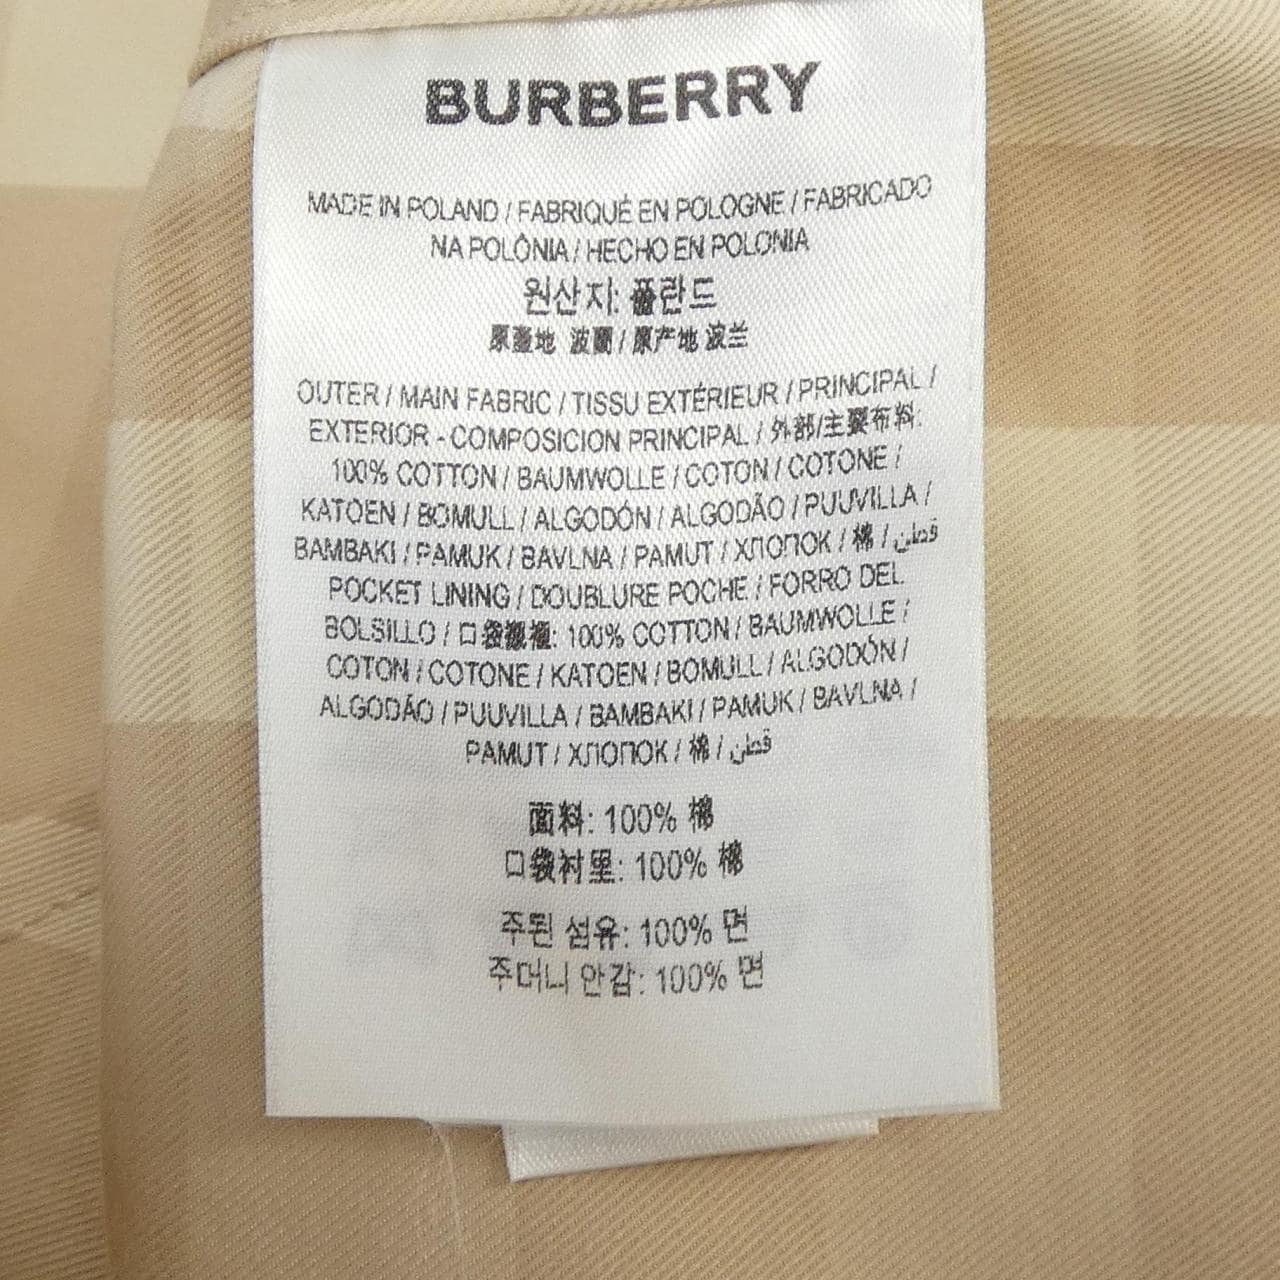 BURBERRY
MADE IN POLAND / FABRIQUÉ EN POLOGNE / FABRICADO
NA POLÔNIA / HECHO EN POLONIA
원산지: 폴란드
原產地 波蘭 / 原产地 波兰
OUTER / MAIN FABRIC / TISSU EXTÉRIEUR / PRINCIPAL /
EXTERIOR - COMPOSICION PRINCIPAL / 外部/主要布料:
100% COTTON / BAUMWOLLE / COTON / COTONE /
KATOEN / BOMULL / ALGODÓN / ALGODÃO / PUUVILLA /
BAMBAKI / PAMUK / BAVLNA / PAMUT / ХЛОПОК / 棉 / قطن
POCKET LINING / DOUBLURE POCHE / FORRO DEL
BOLSILLO / 口袋襯裡: 100% COTTON / BAUMWOLLE /
COTON / COTONE / KATOEN / BOMULL / ALGODÓN /
ALGODÃO / PUUVILLA / BAMBAKI / PAMUK / BAVLNA /
PAMUT / ХЛОПОК / 棉 / قطن
面料: 100% 棉
口袋衬里: 100% 棉
주된 섬유: 100% 면
주머니 안감: 100% 면